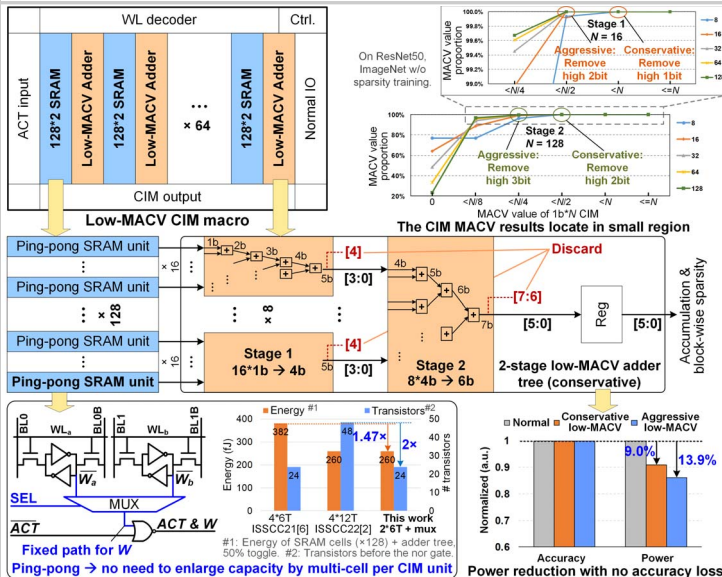 WL decoder
Ctrl.
ACT input
128*2 SRAM
Low-MACV Adder
128*2 SRAM
Low-MACV Adder
...
× 64
128*2 SRAM
Low-MACV Adder
Normal IO
CIM output
Low-MACV CIM macro
On ResNet50,
ImageNet w/o
sparsity training.
MACV value
proportion
100.0%
99.8%
99.6%
99.4%
99.2%
99.0%
Stage 1
N = 16
Aggressive:
Remove
high 2bit
Conservative:
Remove
high 1bit
<N/4
<N/2
<N
<=N
8
16
32
64
128
MACV value
proportion
100%
80%
60%
40%
20%
Stage 2
N = 128
Aggressive:
Remove
high 3bit
Conservative:
Remove
high 2bit
0
<N/8
<N/4
<N/2
<N
<=N
8
16
32
64
128
MACV value of 1b*N CIM
The CIM MACV results locate in small region
Ping-pong SRAM unit
Ping-pong SRAM unit
Ping-pong SRAM unit
Ping-pong SRAM unit
× 128
× 16
× 16
× 8
1b
2b
3b
4b
5b
[4]
[3:0]
Stage 1
16*1b → 4b
5b
[4]
[3:0]
4b
5b
6b
7b
Stage 2
8*4b → 6b
Discard
[7:6]
[5:0]
Reg
[5:0]
Accumulation &
block-wise sparsity
2-stage low-MACV adder
tree (conservative)
BL0
WLa
BL0B
BL1
WLb
BL1B
Wa
Wb
SEL
MUX
ACT
ACT & W
Fixed path for W
Ping-pong → no need to enlarge capacity by multi-cell per CIM unit
Energy #1
Transistors#2
Energy (fJ)
400
300
200
100
0
382
24
260
48
260
24
1.47×
2×
50
40
30
20
10
0
# transistors
4*6T
ISSCC21[6]
4*12T
ISSCC22[2]
This work
2*6T + mux
#1: Energy of SRAM cells (×128) + adder tree,
50% toggle. #2: Transistors before the nor gate.
Normal
Conservative
low-MACV
Aggressive
low-MACV
Normalized (a.u.)
1
0.9
0.8
0.7
0.6
9.0%
13.9%
Accuracy
Power
Power reduction with no accuracy loss